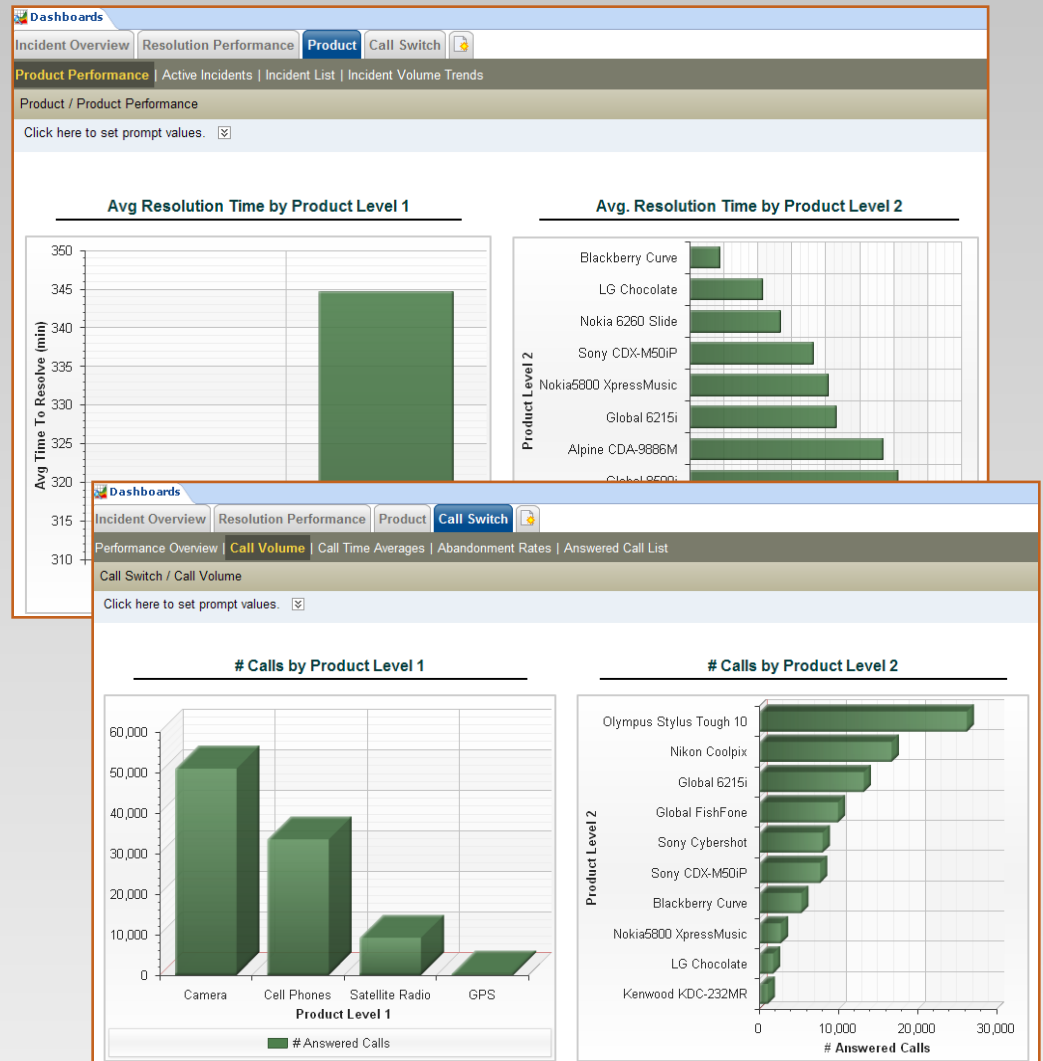 Dashboards
Incident Overview Resolution Performance Product Call Switch
Product Performance | Active Incidents | Incident List | Incident Volume Trends
Product / Product Performance
Click here to set prompt values.
Avg Resolution Time by Product Level 1
Avg Time To Resolve (min)
350
345
340
335
330
325
320
315
310
Avg. Resolution Time by Product Level 2
Product Level 2
Blackberry Curve
LG Chocolate
Nokia 6260 Slide
Sony CDX-M50iP
Nokia5800 XpressMusic
Global 6215i
Alpine CDA-9886M
Dashboards
Incident Overview Resolution Performance Product Call Switch
Performance Overview | Call Volume | Call Time Averages | Abandonment Rates | Answered Call List
Call Switch / Call Volume
Click here to set prompt values.
# Calls by Product Level 1
60,000
50,000
40,000
30,000
20,000
10,000
0
Camera Cell Phones Satellite Radio GPS
Product Level 1
# Answered Calls
# Calls by Product Level 2
Product Level 2
Olympus Stylus Tough 10
Nikon Coolpix
Global 6215i
Global FishFone
Sony Cybershot
Sony CDX-M50iP
Blackberry Curve
Nokia5800 XpressMusic
LG Chocolate
Kenwood KDC-232MR
0 10,000 20,000 30,000
# Answered Calls